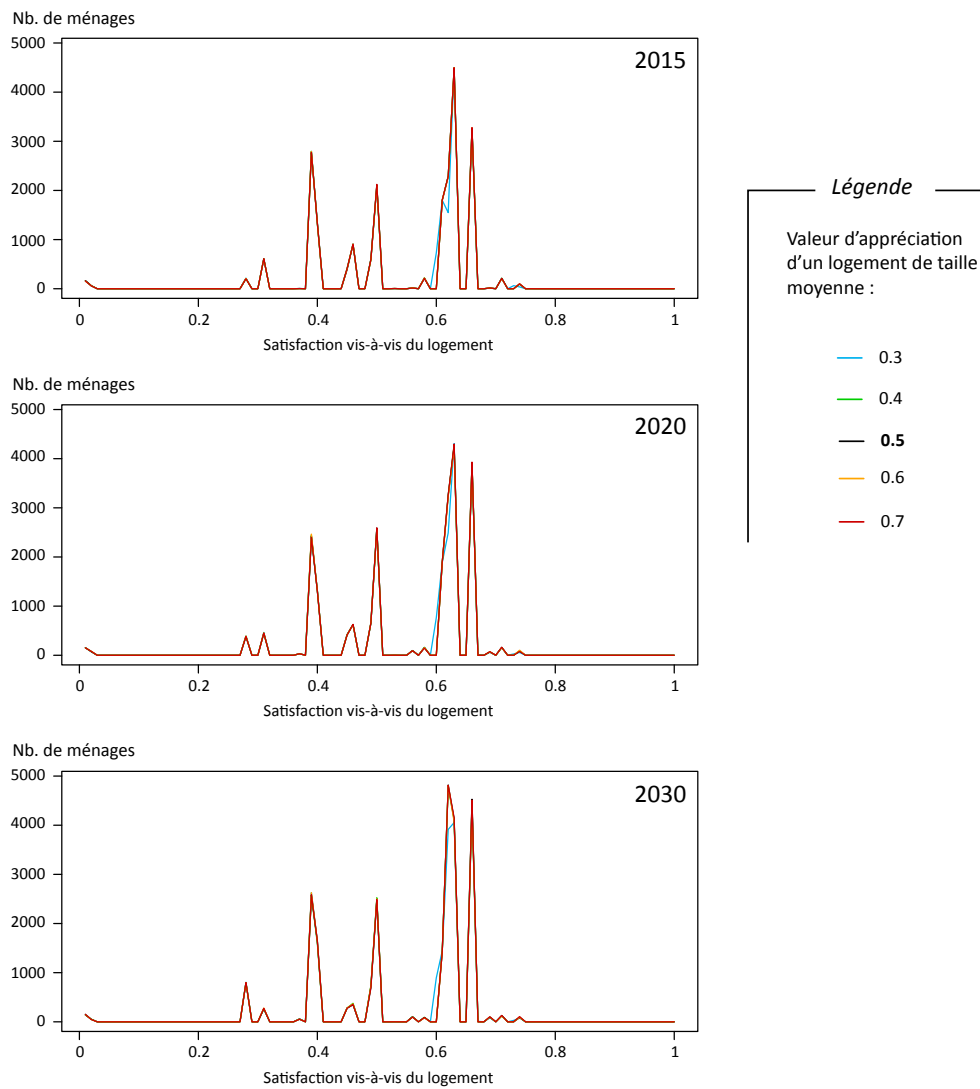 Nb. de ménages
2015
5000
4000
3000
2000
1000
0
0 0.2 0.4 0.6 0.8 1
Satisfaction vis-à-vis du logement
Nb. de ménages
2020
5000
4000
3000
2000
1000
0
0 0.2 0.4 0.6 0.8 1
Satisfaction vis-à-vis du logement
Nb. de ménages
2030
5000
4000
3000
2000
1000
0
0 0.2 0.4 0.6 0.8 1
Satisfaction vis-à-vis du logement
Légende
Valeur d’appréciation
d’un logement de taille
moyenne :
0.3
0.4
0.5
0.6
0.7